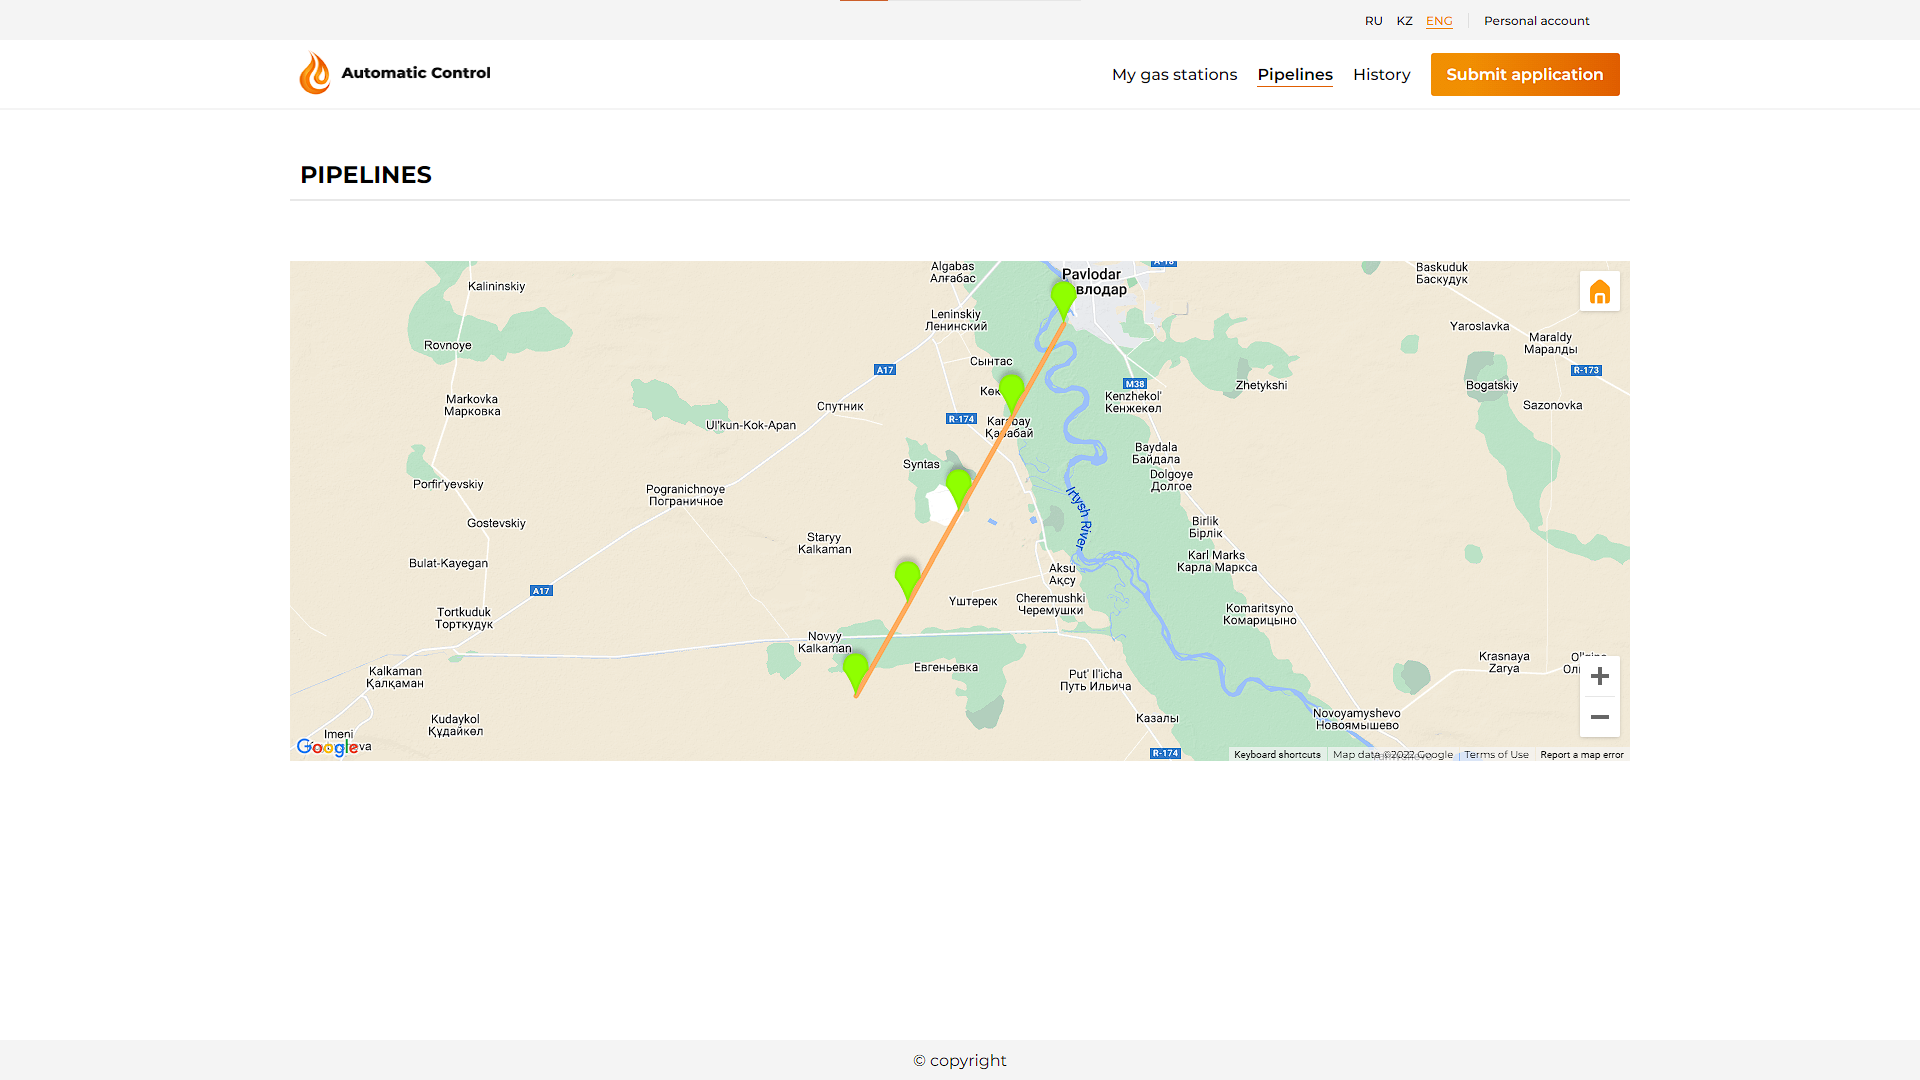 RU KZ ENG Personal account
Automatic Control
My gas stations Pipelines History Submit application
PIPELINES
Algabas
Алғабас
Pavlodar
влодар
Baskuduk
Баскудук
Kalininskiy
Leninskiy
Ленинский
Yaroslavka
Maraldy
Маралды
Rovnoye
Сынтас
A17
M38
R-173
Zhetykshi
Bogatskiy
Markovka
Марковка
Спутник
Kenzhekol'
Кенжекөл
Sazonovka
R-174
Қарабай
Ul'kun-Kok-Apan
Baydala
Байдала
Syntas
Dolgoye
Долгое
Porfir'yevskiy
Pogranichnoye
Пограничное
Irtysh River
Gostevskiy
Birlik
Бірлік
Staryy
Kalkaman
Bulat-Kayegan
Karl Marks
Карла Маркса
Aksu
Ақсу
A17
Уштерек
Cheremushki
Черемушки
Tortkuduk
Торткудук
Komaritsyno
Комарицыно
Novyy
Kalkaman
Евгеньевка
Krasnaya
Zarya
Kalkaman
Қалқаман
Put' Il'icha
Путь Ильича
Kudaykol
Құдайкөл
Казалы
Novoyamyshevo
Новоямышево
Imeni
Google
R-174
Keyboard shortcuts Map data ©2022 Google Terms of Use Report a map error
© copyright